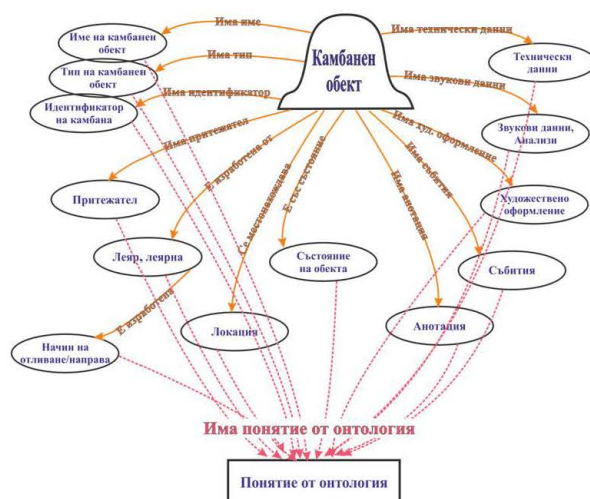 Има име
Име на камбанен
обект
Има технически данни
Камбанен
обект
Технически
данни
Има тип
Тип на камбанен
обект
Има звукови данни
Има идентификатор
Идентификатор
на камбана
Звукови данни,
Анализи
Има худ. оформление
Има притежател
Е изработена от
Се местонахождава
Е със състояние
Има анотация
Има събития
Притежател
Художествено
оформление
Леяр, леярна
Състояние
на обекта
Събития
Е изработена
Локация
Анотация
Начин на
отливане/направа
Има понятие от онтология
Понятие от онтология